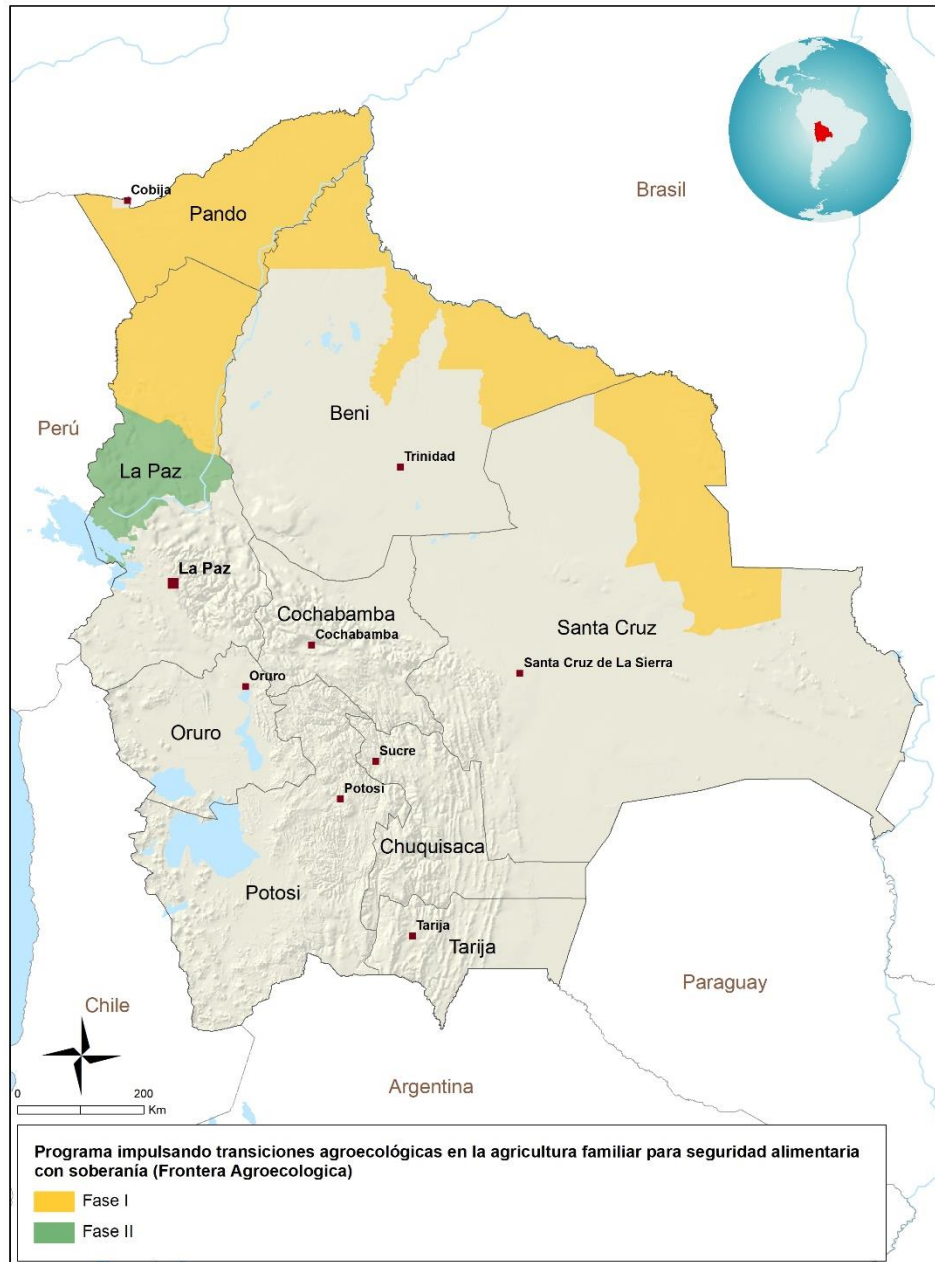 Brasil
Cobija
Pando
Beni
Perú
Trinidad
La Paz
La Paz
Cochabamba
Cochabamba
Santa Cruz
Santa Cruz de La Sierra
Oruro
Oruro
Sucre
Potosi
Chuquisaca
Potosi
Tarija
Tarija
Paraguay
Chile
Argentina
0 200
Km
Programa impulsando transiciones agroecológicas en la agricultura familiar para seguridad alimentaria
con soberanía (Frontera Agroecologica)
Fase I
Fase II